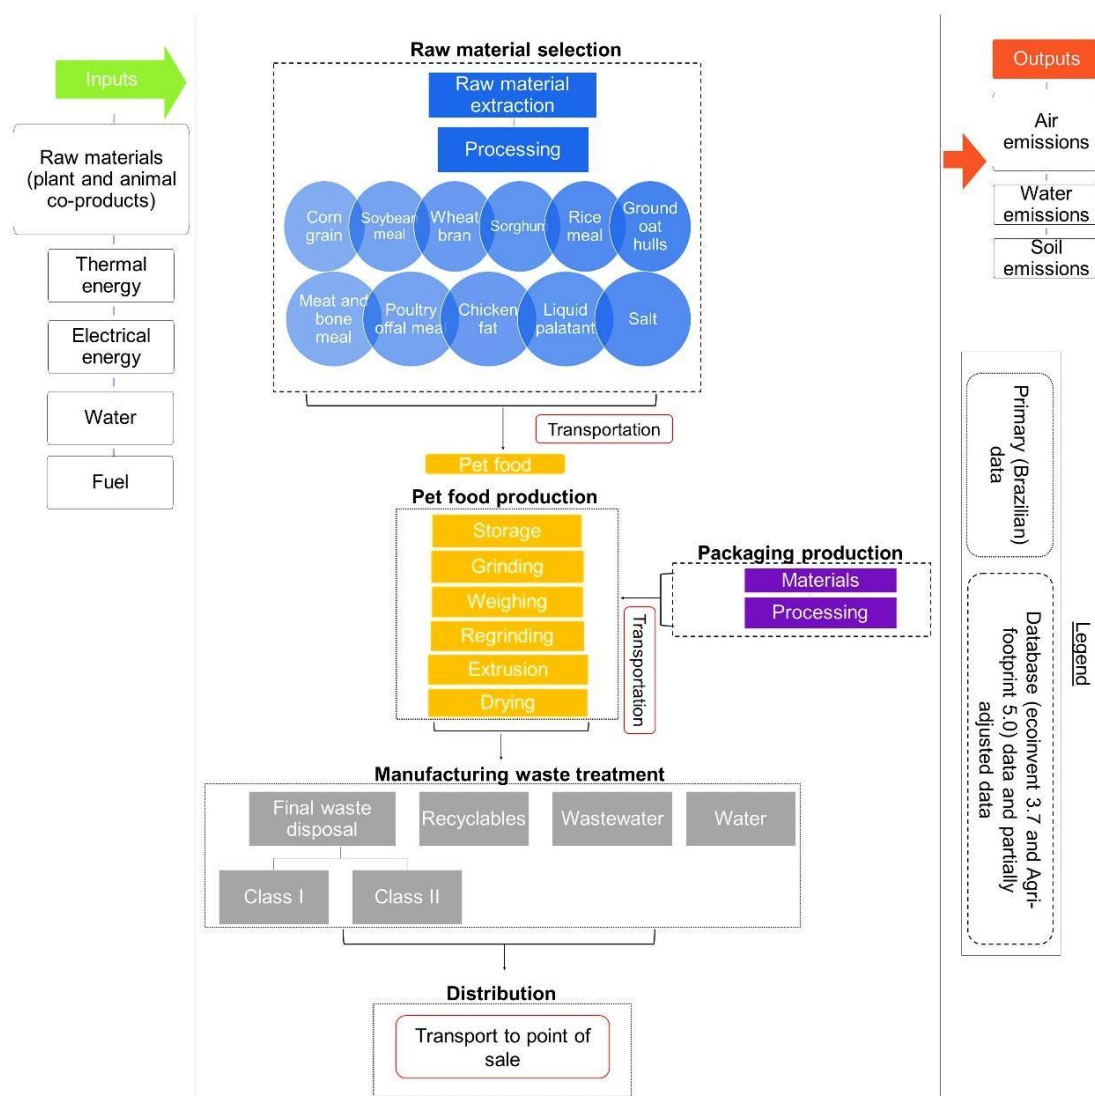 Inputs
Raw materials
(plant and animal
co-products)
Thermal
energy
Electrical
energy
Water
Fuel
Raw material selection
Raw material
extraction
Processing
Corn
grain
Soybean
meal
Wheat
bran
Sorghum
Rice
meal
Ground
oat
hulls
Meat and
bone
meal
Poultry
offal meal
Chicken
fat
Liquid
palatant
Salt
Transportation
Pet food
Pet food production
Storage
Grinding
Weighing
Regrinding
Extrusion
Drying
Packaging production
Materials
Processing
Transportation
Manufacturing waste treatment
Final waste
disposal
Recyclables
Wastewater
Water
Class I
Class II
Distribution
Transport to point of
sale
Outputs
Air
emissions
Water
emissions
Soil
emissions
Legend
Primary (Brazilian)
data
Database (ecoinvent 3.7 and Agri-
footprint 5.0) data and partially
adjusted data